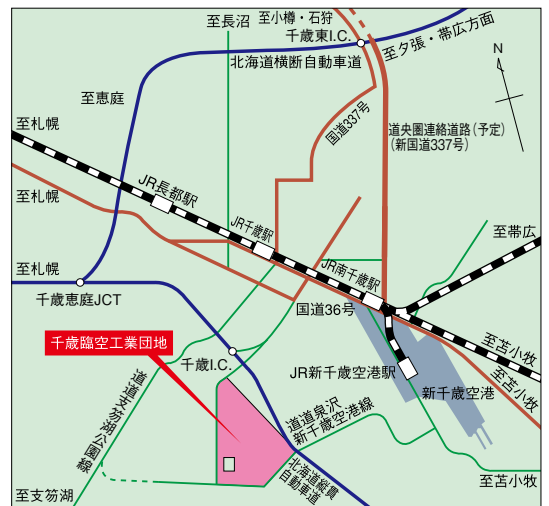 至長沼
至小樽・石狩
千歳東I.C.
至夕張・帯広方面
北海道横断自動車道
N
至恵庭
至札幌
国道337号
道央圏連絡道路(予定)
(新国道337号)
至札幌
JR長都駅
JR千歳駅
至帯広
至札幌
JR南千歳駅
千歳恵庭JCT
国道36号
千歳臨空工業団地
千歳I.C.
至苫小牧
JR新千歳空港駅
新千歳空港
至苫小牧
道道支笏湖公園線
道道泉沢
新千歳空港線
北海道縦貫
自動車道
至支笏湖
至苫小牧